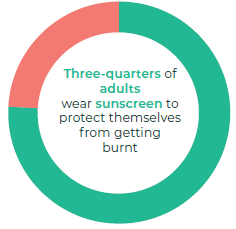 Three-quarters of
adults
wear sunscreen to
protect themselves
from getting
burnt